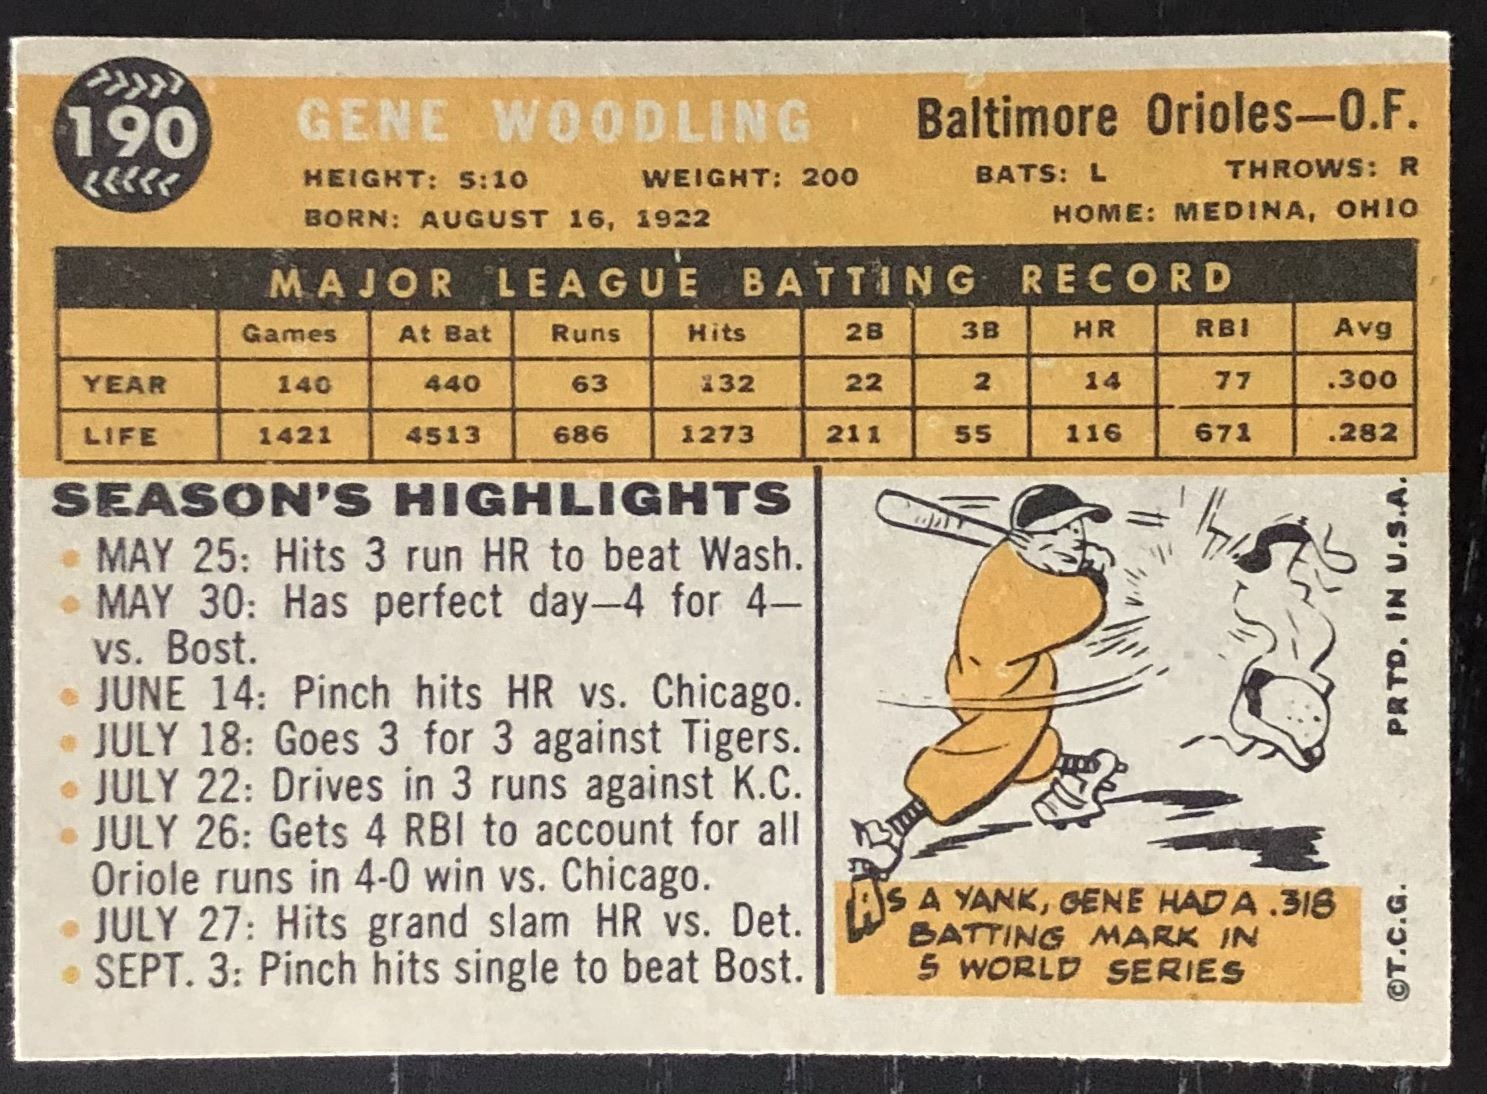 190
GENE WOODLING
Baltimore Orioles—O.F.
HEIGHT: 5:10 WEIGHT: 200 BATS: L THROWS: R
BORN: AUGUST 16, 1922 HOME: MEDINA, OHIO
MAJOR LEAGUE BATTING RECORD
Games At Bat Runs Hits 2B 3B HR RBI Avg
YEAR 140 440 63 132 22 2 14 77 .300
LIFE 1421 4513 686 1273 211 55 116 671 .282
SEASON'S HIGHLIGHTS
• MAY 25: Hits 3 run HR to beat Wash.
• MAY 30: Has perfect day—4 for 4—
vs. Bost.
• JUNE 14: Pinch hits HR vs. Chicago.
• JULY 18: Goes 3 for 3 against Tigers.
• JULY 22: Drives in 3 runs against K.C.
• JULY 26: Gets 4 RBI to account for all
Oriole runs in 4-0 win vs. Chicago.
• JULY 27: Hits grand slam HR vs. Det.
• SEPT. 3: Pinch hits single to beat Bost.
AS A YANK, GENE HAD A .318
BATTING MARK IN
5 WORLD SERIES
©T.C.G. PRTD. IN U.S.A.